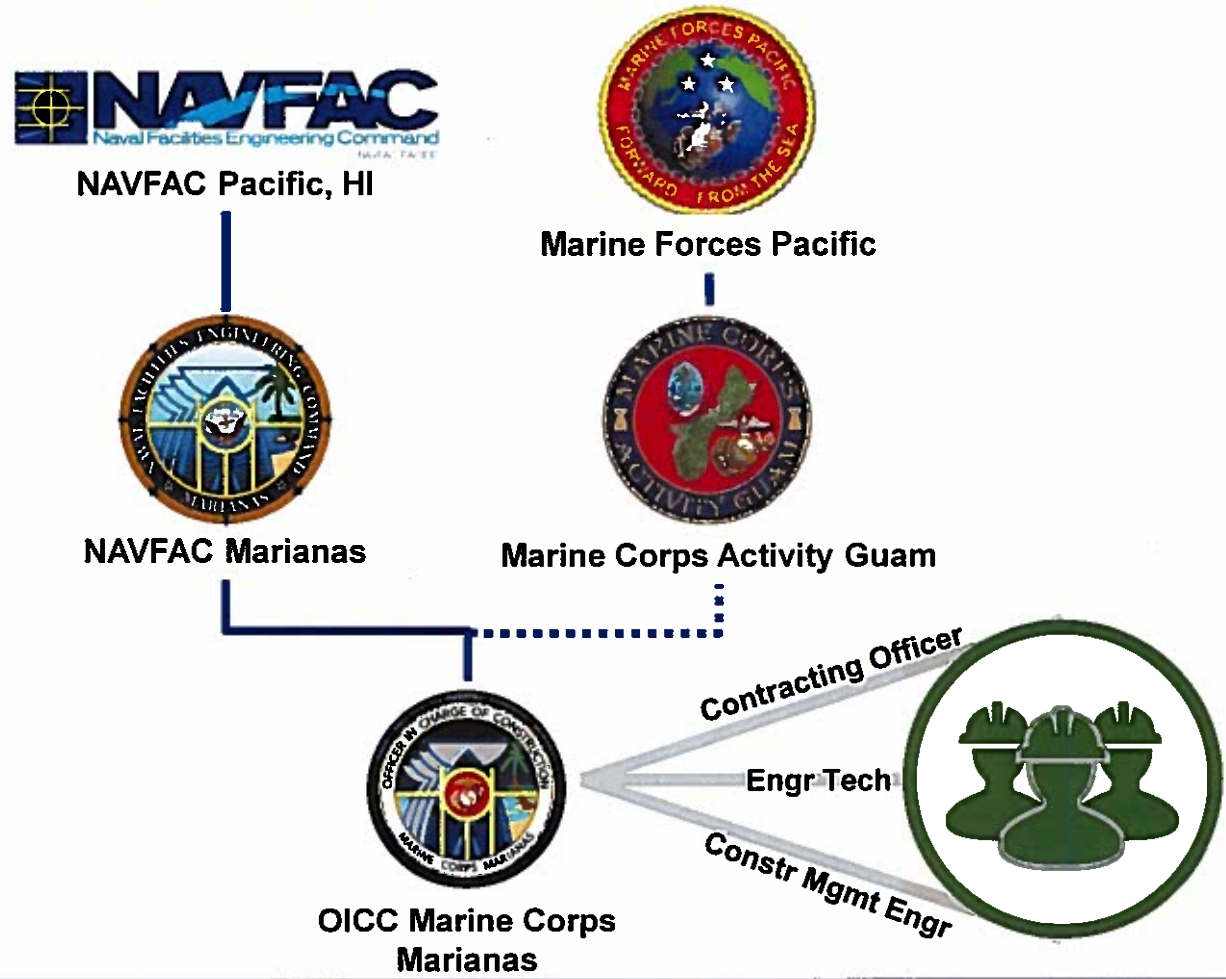 NAVFAC
Naval Facilities Engineering Command
NAVFAC Pacific, HI
MARINE FORCES PACIFIC
FORWARD FROM THE SEA
Marine Forces Pacific
NAVAL FACILITIES ENGINEERING COMMAND
MARIANAS
NAVFAC Marianas
MARINE CORPS
ACTIVITY GUAM
Marine Corps Activity Guam
OFFICER IN CHARGE OF CONSTRUCTION
MARINE CORPS MARIANAS
OICC Marine Corps
Marianas
Contracting Officer
Engr Tech
Constr Mgmt Engr